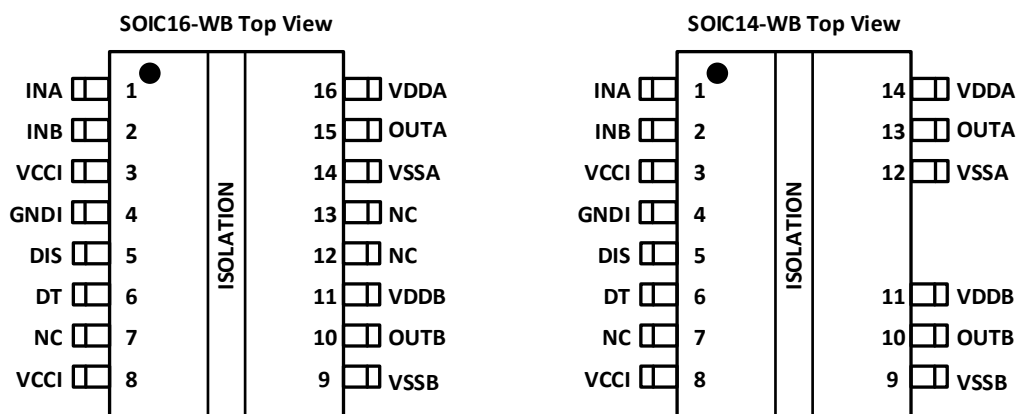 SOIC16-WB Top View
INA 1 16 VDDA
INB 2 15 OUTA
VCCI 3 14 VSSA
GNDI 4 13 NC
DIS 5 12 NC
DT 6 11 VDDB
NC 7 10 OUTB
VCCI 8 9 VSSB
ISOLATION
SOIC14-WB Top View
INA 1 14 VDDA
INB 2 13 OUTA
VCCI 3 12 VSSA
GNDI 4
DIS 5
DT 6 11 VDDB
NC 7 10 OUTB
VCCI 8 9 VSSB
ISOLATION